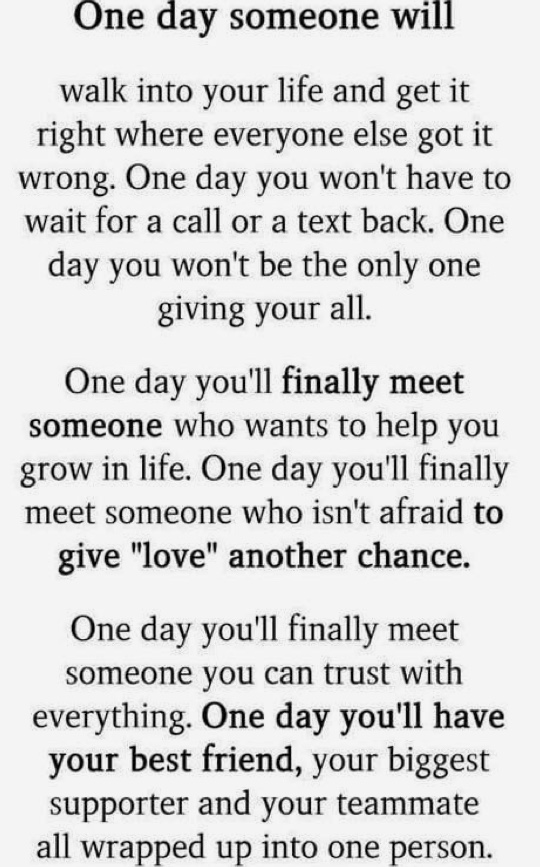 One day someone will
walk into your life and get it
right where everyone else got it
wrong. One day you won't have to
wait for a call or a text back. One
day you won't be the only one
giving your all.
One day you'll finally meet
someone who wants to help you
grow in life. One day you'll finally
meet someone who isn't afraid to
give "love" another chance.
One day you'll finally meet
someone you can trust with
everything. One day you'll have
your best friend, your biggest
supporter and your teammate
all wrapped up into one person.